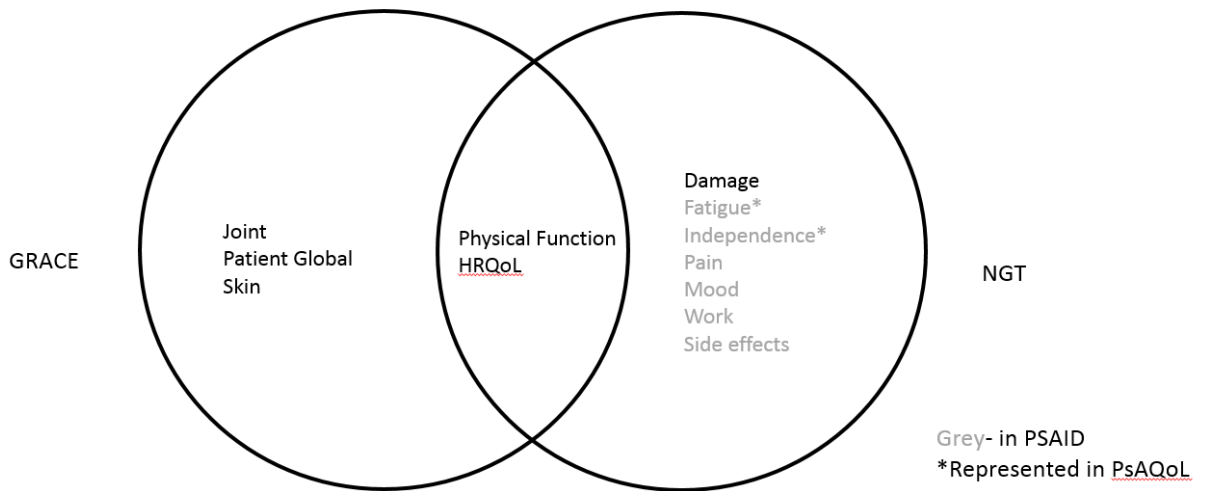 GRACE
Joint
Patient Global
Skin
Physical Function
HRQoL
Damage
Fatigue*
Independence*
Pain
Mood
Work
Side effects
NGT
Grey- in PSAID
*Represented in PsAQoL